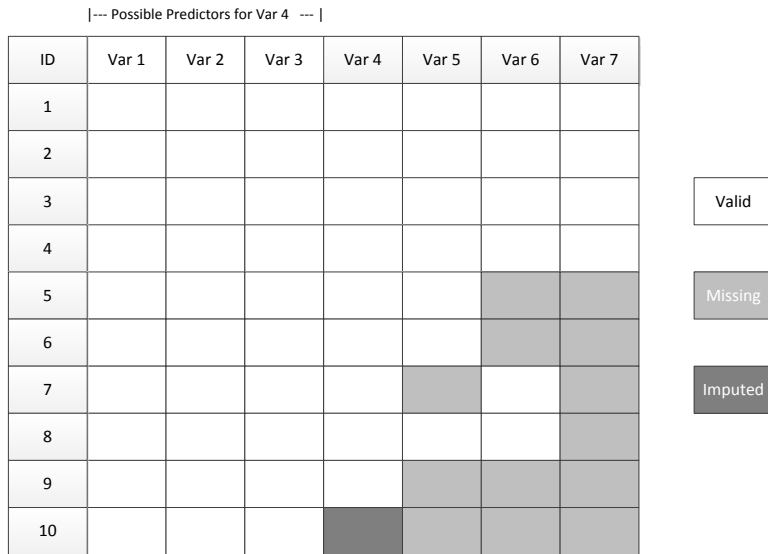 |--- Possible Predictors for Var 4 --- |
ID Var 1 Var 2 Var 3 Var 4 Var 5 Var 6 Var 7
1
2
3
Valid
4
5
Missing
6
7
Imputed
8
9
10